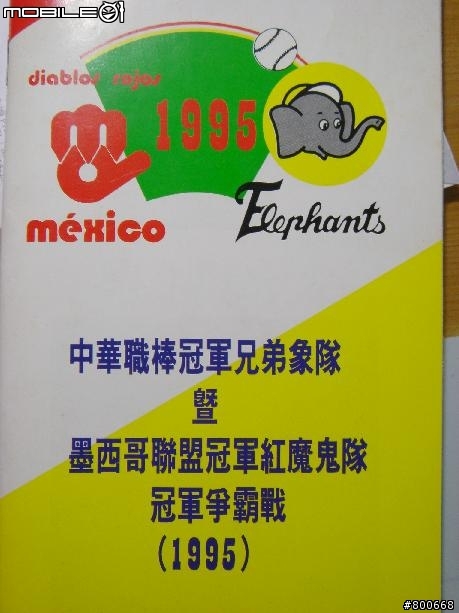 MOBILE01
diablos rojos
1995
méxico
Elephants
中華職棒冠軍兄弟象隊
暨
墨西哥聯盟冠軍紅魔鬼隊
冠軍爭霸戰
(1995)
#800668